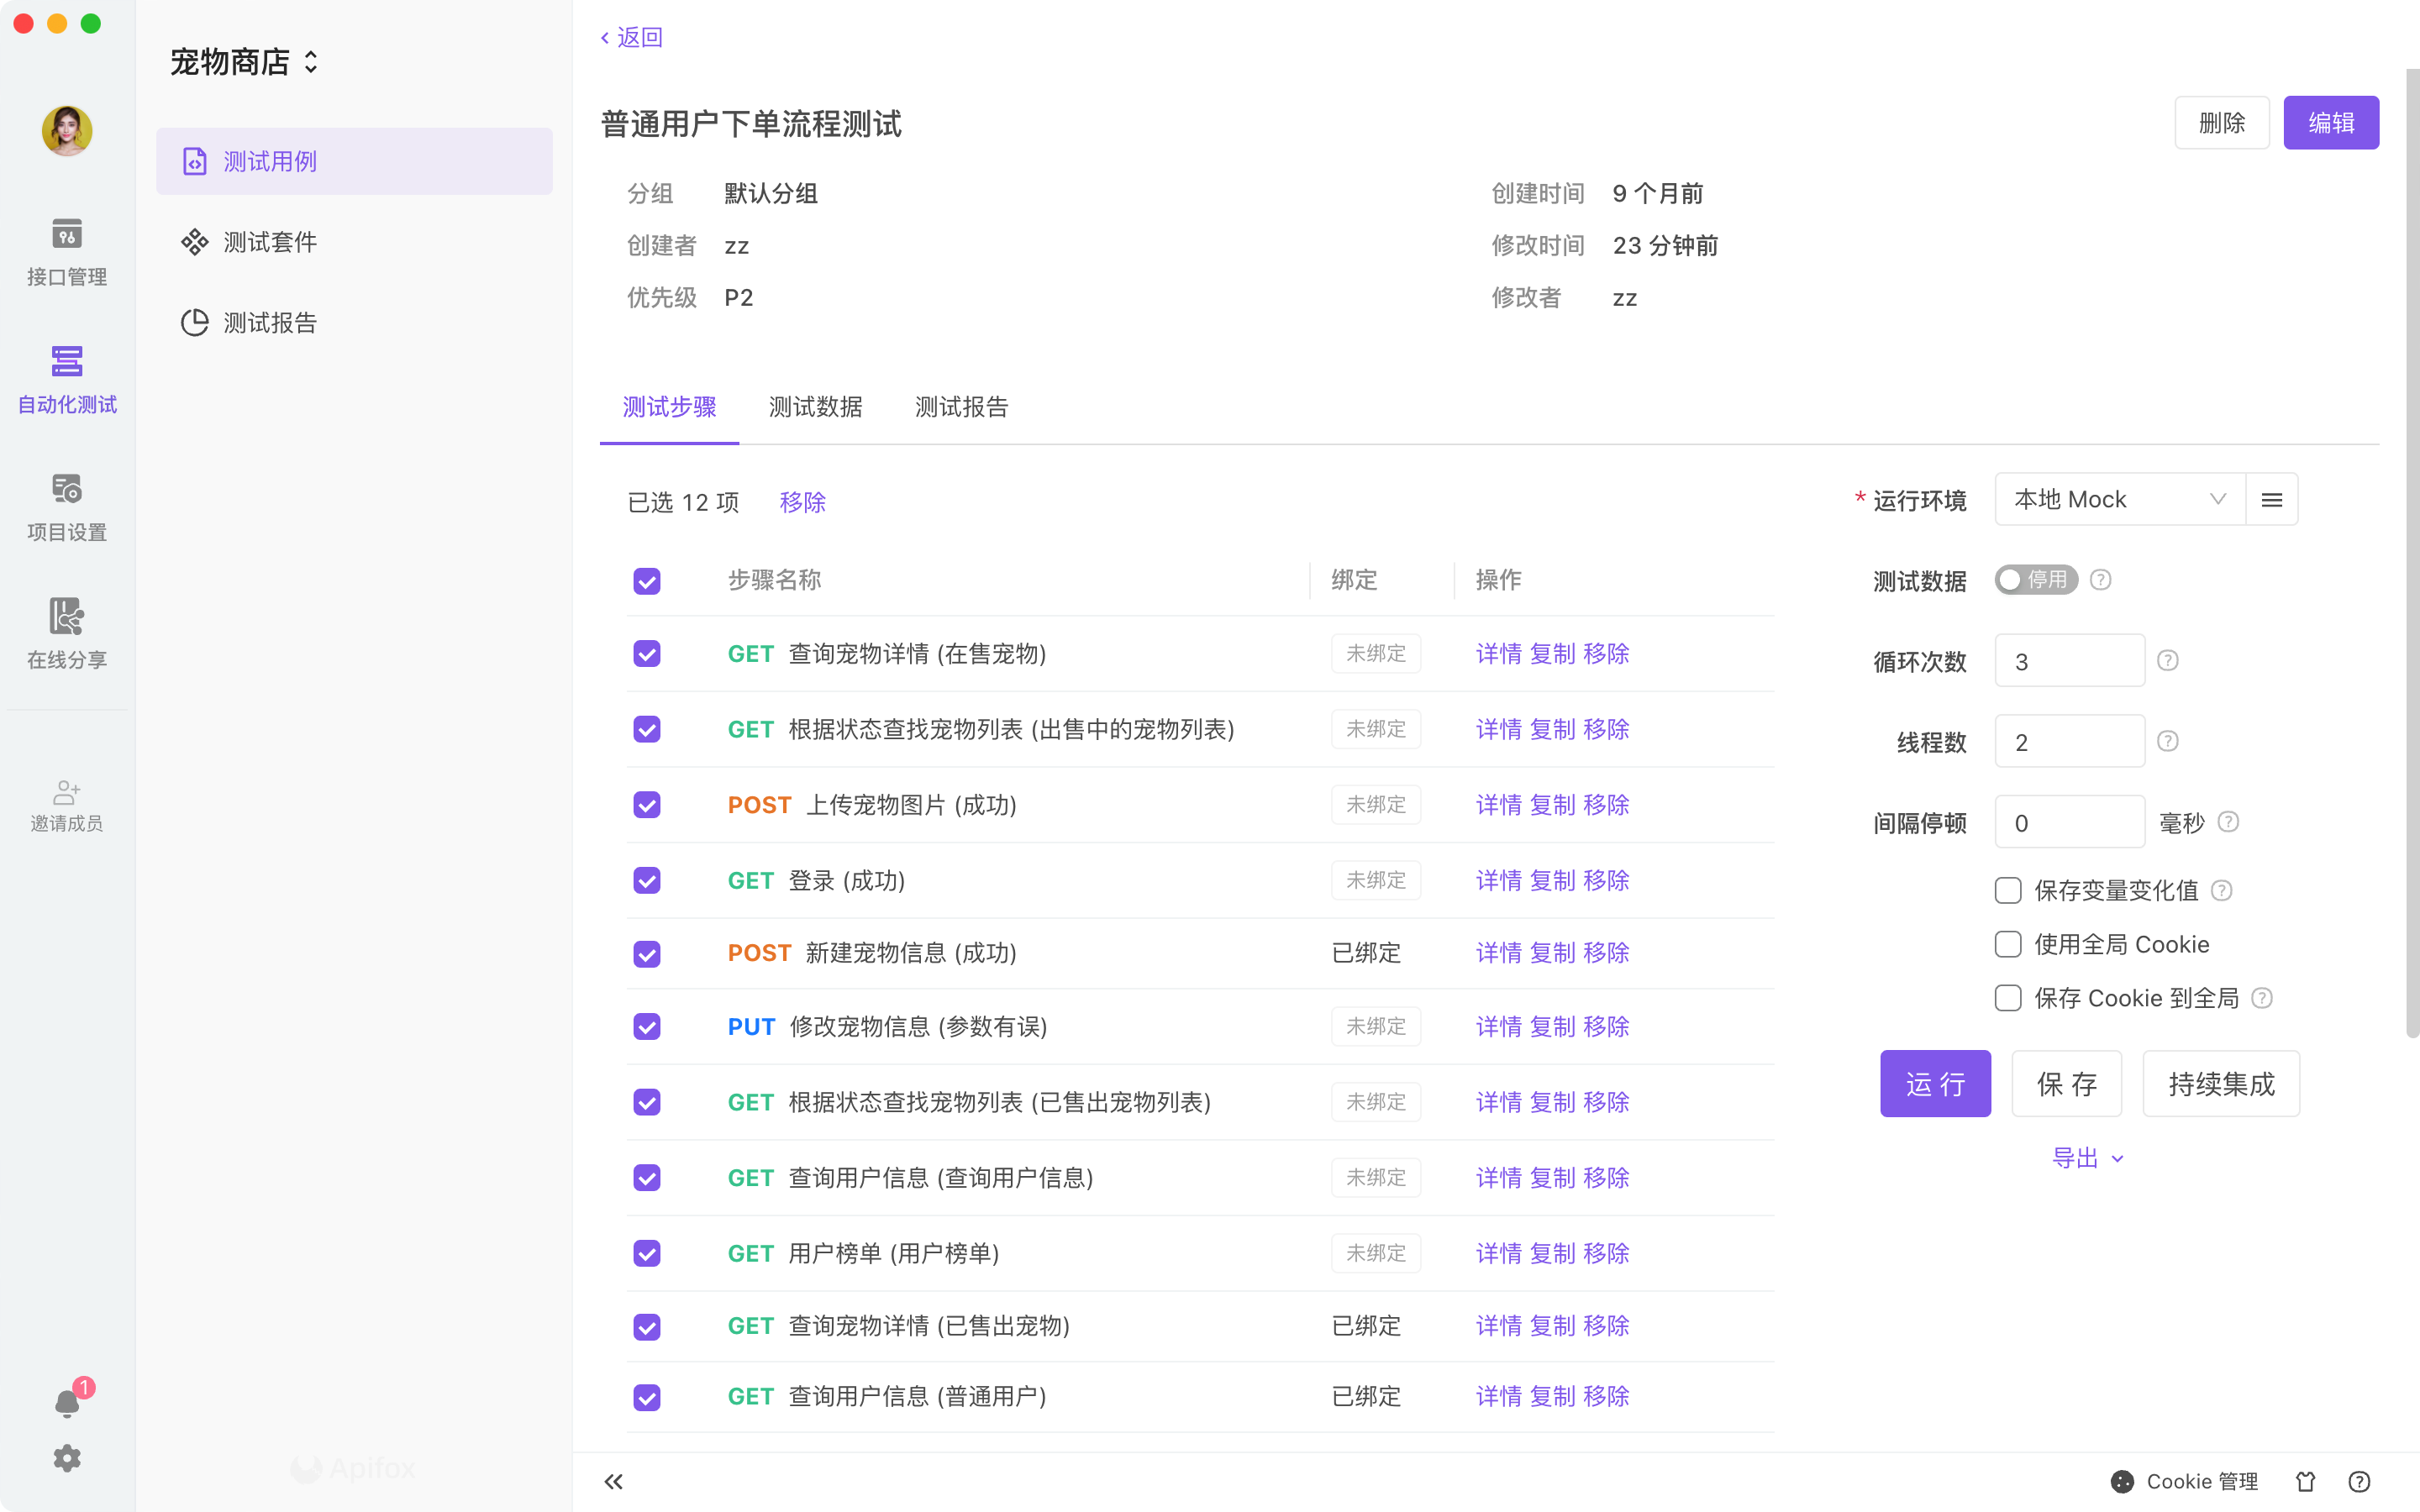 宠物商店
接口管理
自动化测试
项目设置
在线分享
邀请成员
1
测试用例
测试套件
测试报告
Apifox
返回
普通用户下单流程测试
删除 编辑
分组 默认分组 创建时间 9 个月前
创建者 zz 修改时间 23 分钟前
优先级 P2 修改者 zz
测试步骤 测试数据 测试报告
已选 12 项 移除
步骤名称 绑定 操作
GET 查询宠物详情 (在售宠物) 未绑定 详情 复制 移除
GET 根据状态查找宠物列表 (出售中的宠物列表) 未绑定 详情 复制 移除
POST 上传宠物图片 (成功) 未绑定 详情 复制 移除
GET 登录 (成功) 未绑定 详情 复制 移除
POST 新建宠物信息 (成功) 已绑定 详情 复制 移除
PUT 修改宠物信息 (参数有误) 未绑定 详情 复制 移除
GET 根据状态查找宠物列表 (已售出宠物列表) 未绑定 详情 复制 移除
GET 查询用户信息 (查询用户信息) 未绑定 详情 复制 移除
GET 用户榜单 (用户榜单) 未绑定 详情 复制 移除
GET 查询宠物详情 (已售出宠物) 已绑定 详情 复制 移除
GET 查询用户信息 (普通用户) 已绑定 详情 复制 移除
* 运行环境 本地 Mock
测试数据 停用
循环次数 3
线程数 2
间隔停顿 0 毫秒
保存变量变化值
使用全局 Cookie
保存 Cookie 到全局
运行 保存 持续集成
导出
Cookie 管理